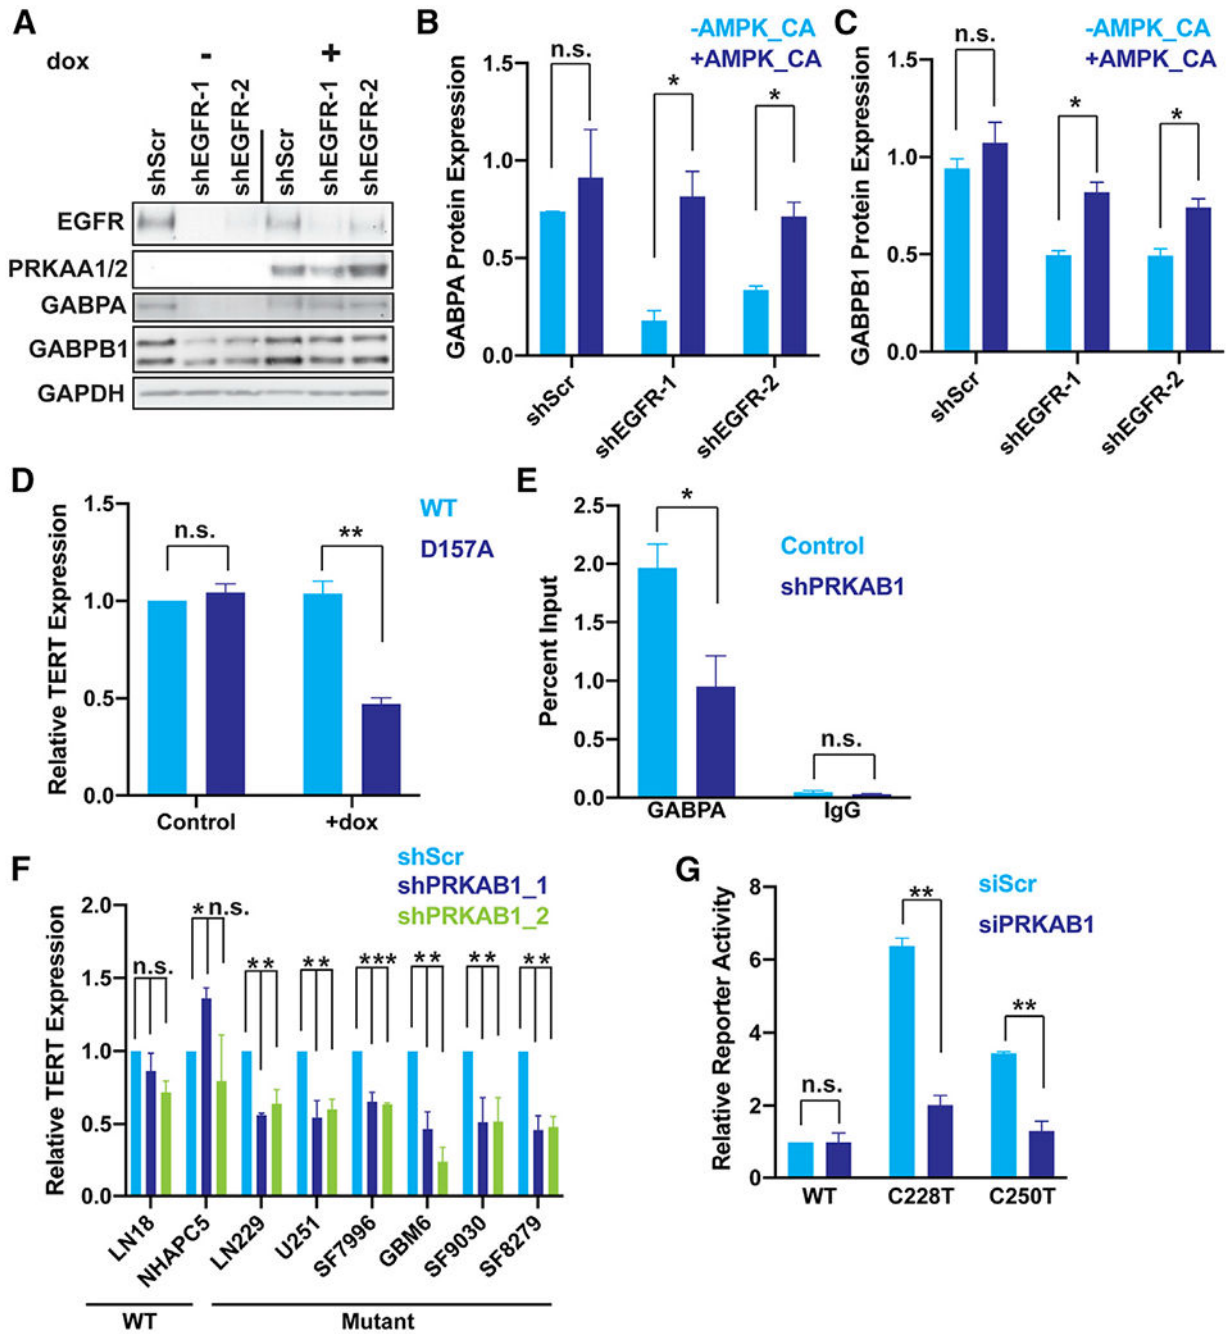 A
dox - +
shScr
shEGFR-1
shEGFR-2
shScr
shEGFR-1
shEGFR-2
EGFR
PRKAA1/2
GABPA
GABPB1
GAPDH
B
-AMPK_CA
+AMPK_CA
GABPA Protein Expression
1.5
1.0
0.5
0.0
n.s.
*
*
shScr
shEGFR-1
shEGFR-2
C
-AMPK_CA
+AMPK_CA
GABPB1 Protein Expression
1.5
1.0
0.5
0.0
n.s.
*
*
shScr
shEGFR-1
shEGFR-2
D
WT
D157A
Relative TERT Expression
1.5
1.0
0.5
0.0
n.s.
**
Control
+dox
E
Control
shPRKAB1
Percent Input
2.5
2.0
1.5
1.0
0.5
0.0
*
n.s.
GABPA
IgG
F
shScr
shPRKAB1_1
shPRKAB1_2
Relative TERT Expression
2.0
1.5
1.0
0.5
0.0
n.s.
* n.s.
* *
* *
* **
* *
* *
* *
LN18
NHAPC5
LN229
U251
SF7996
GBM6
SF9030
SF8279
WT
Mutant
G
siScr
siPRKAB1
Relative Reporter Activity
8
6
4
2
0
n.s.
**
**
WT
C228T
C250T